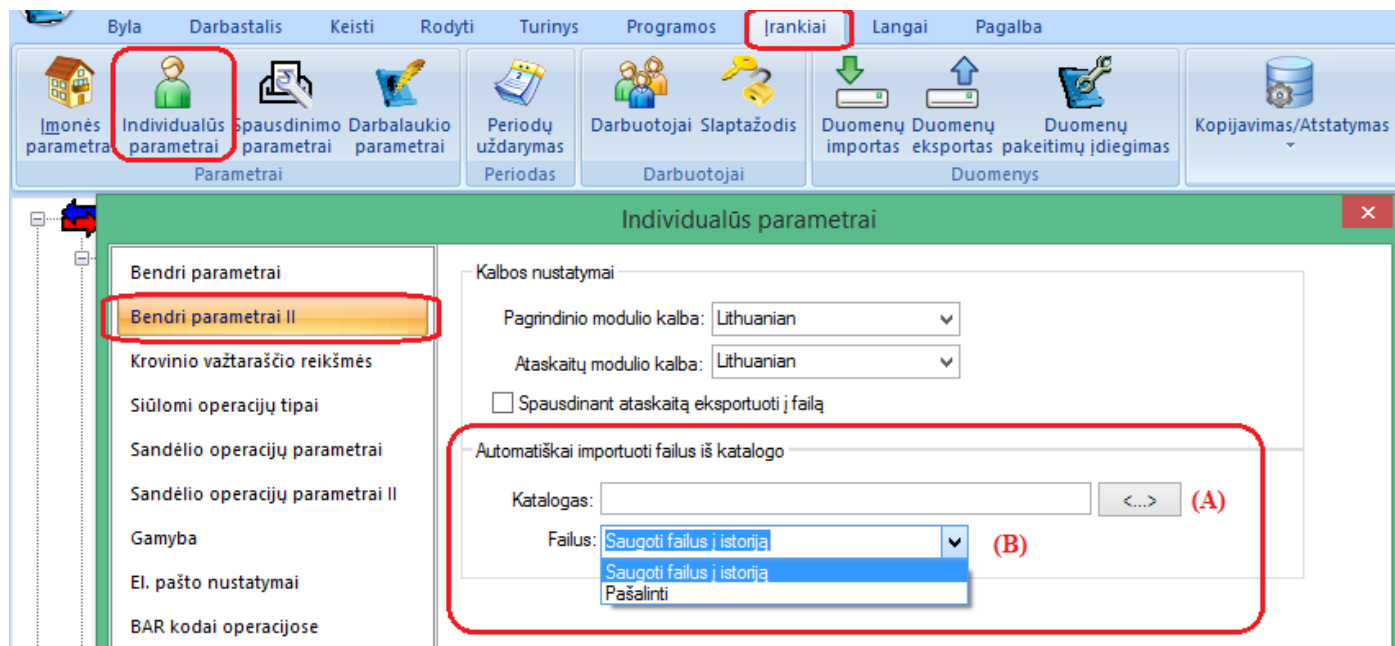 Byla Darbastalis Keisti Rodyti Turinys Programos Įrankiai Langai Pagalba
Įmonės Individualūs Spausdinimo Darbalaukio Periodų Darbuotojai Slaptažodis Duomenų Duomenų Duomenų Kopijavimas/Atstatymas
parametrai parametrai parametrai parametrai uždarymas importas eksportas pakeitimų įdiegimas
Parametrai Periodas Darbuotojai Duomenys
Individualūs parametrai
Bendri parametrai
Bendri parametrai II
Krovinio važtaraščio reikšmės
Siūlomi operacijų tipai
Sandėlio operacijų parametrai
Sandėlio operacijų parametrai II
Gamyba
El. pašto nustatymai
BAR kodai operacijose
Kalbos nustatymai
Pagrindinio modulio kalba: Lithuanian
Ataskaitų modulio kalba: Lithuanian
Spausdinant ataskaitą eksportuoti į failą
Automatiškai importuoti failus iš katalogo
Katalogas: <...> (A)
Failus: Saugoti failus į istoriją (B)
Saugoti failus į istoriją
Pašalinti